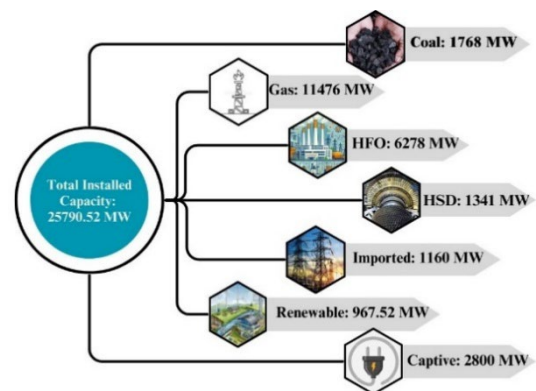 Coal: 1768 MW
Gas: 11476 MW
HFO: 6278 MW
Total Installed
Capacity:
25790.52 MW
HSD: 1341 MW
Imported: 1160 MW
Renewable: 967.52 MW
Captive: 2800 MW